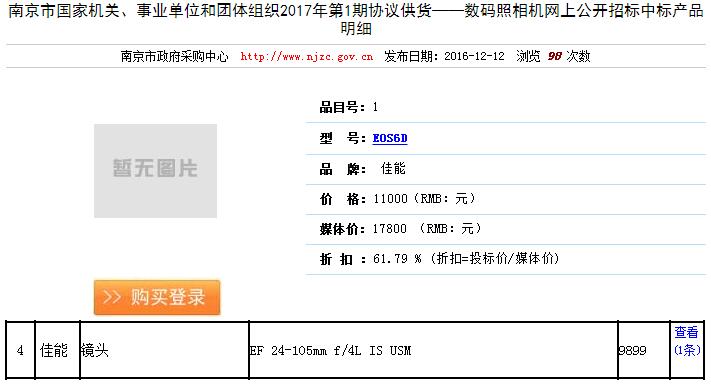 南京市国家机关、事业单位和团体组织2017年第1期协议供货——数码照相机网上公开招标中标产品
明细
南京市政府采购中心 http://www.njzc.gov.cn 发布日期：2016-12-12 浏览 98 次数
品目号：1
型 号：EOS6D
暂无图片
品 牌： 佳能
价 格：11000（RMB：元）
媒体价：17800 （RMB：元）
折 扣 ：61.79 % (折扣=投标价/媒体价)
>> 购买登录
4 佳能 镜头 EF 24-105mm f/4L IS USM 9899 查看
(1条)